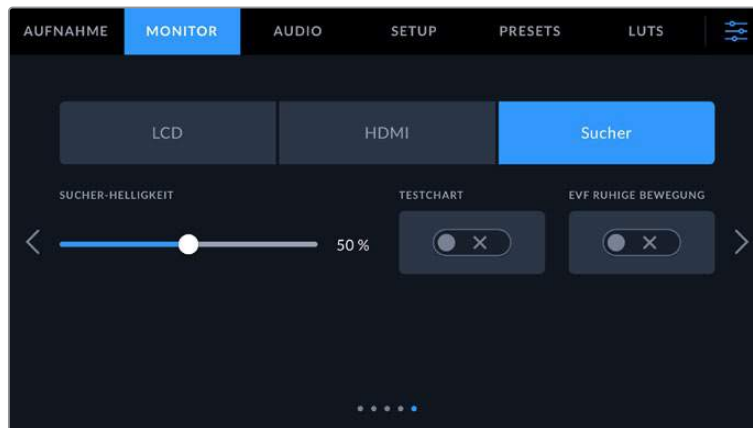 AUFNAHME MONITOR AUDIO SETUP PRESETS LUTS
LCD HDMI Sucher
SUCHER-HELLIGKEIT TESTCHART EVF RUHIGE BEWEGUNG
50 %